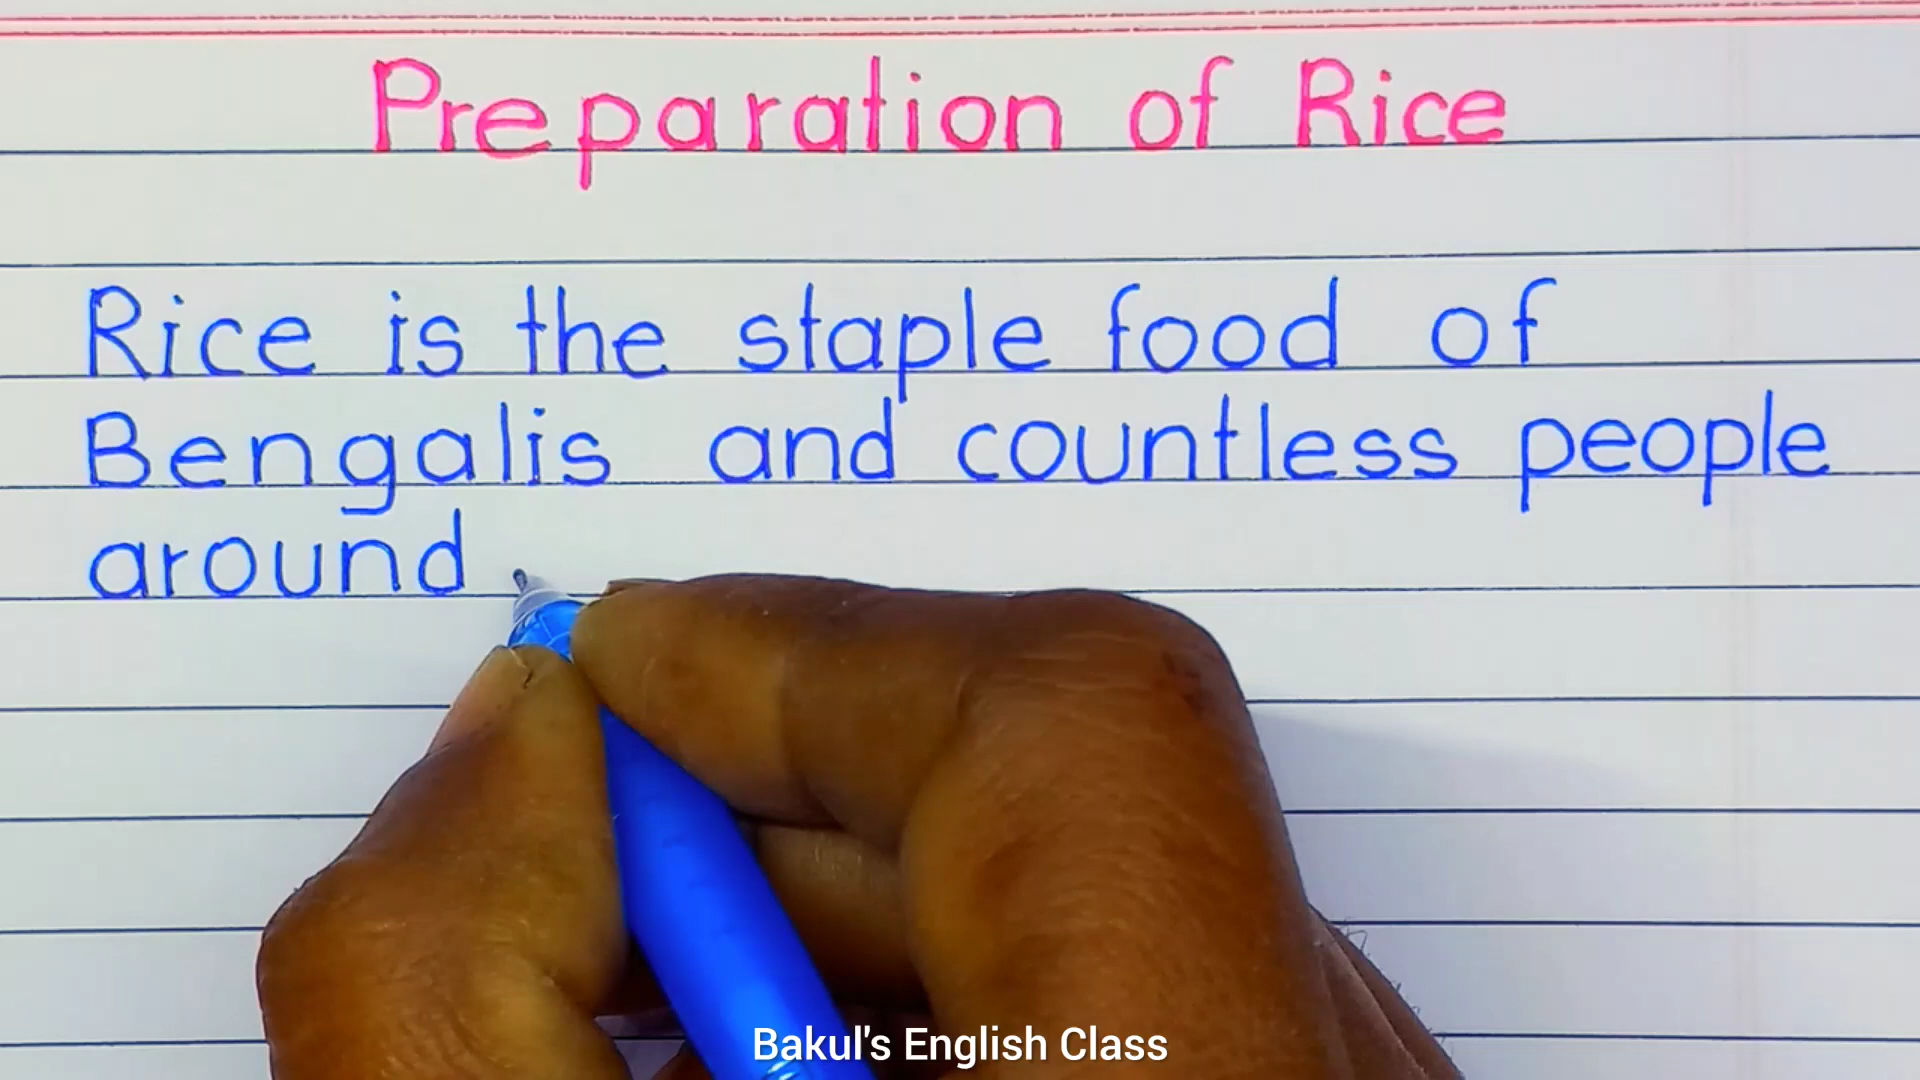 Preparation of Rice
Rice is the staple food of
Bengalis and countless people
around
Bakul's English Class